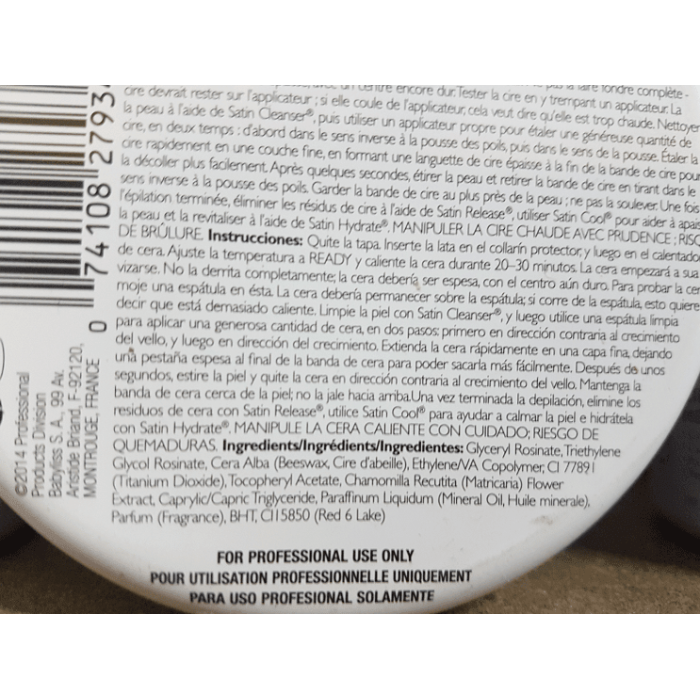 un centre encore dur. Tester la cire en y trempant un applicateur. La
cire devrait rester sur l'applicateur ; si elle coule de l'applicateur, cela veut dire qu'elle est trop chaude. Nettoyer
la peau à l'aide de Satin Cleanser®, puis utiliser un applicateur propre pour étaler une généreuse quantité de
cire, en deux temps : d'abord dans le sens inverse à la pousse des poils, puis dans le sens de la pousse. Étaler la
cire rapidement en une couche fine, en formant une languette de cire épaisse à la fin de la bande de cire pour
la décoller plus facilement. Après quelques secondes, étirer la peau et retirer la bande de cire en tirant dans le
sens inverse à la pousse des poils. Garder la bande de cire au plus près de la peau ; ne pas la soulever. Une fois
l'épilation terminée, éliminer les résidus de cire à l'aide de Satin Release®, utiliser Satin Cool® pour aider à
la peau et la revitaliser à l'aide de Satin Hydrate®. MANIPULER LA CIRE CHAUDE AVEC PRUDENCE ;
DE BRÛLURE. Instrucciones: Quite la tapa. Inserte la lata en el collarín protector, y luego en el
de cera. Ajuste la temperatura a READY y caliente la cera durante 20–30 minutos. La cera empezará a
vizarse. No la derrita completamente; la cera debería ser espesa, con el centro aún duro. Para probar la
moje una espátula en ésta. La cera debería permanecer sobre la espátula; si corre de la espátula, esto quiere
decir que está demasiado caliente. Limpie la piel con Satin Cleanser®, y luego utilice una espátula limpia
para aplicar una generosa cantidad de cera, en dos pasos: primero en dirección contraria al crecimiento
del vello, y luego en dirección del crecimiento. Extienda la cera rápidamente en una capa fina, dejando
una pestaña espesa al final de la banda de cera para poder sacarla más fácilmente. Después de unos
segundos, estire la piel y quite la cera en dirección contraria al crecimiento del vello. Mantenga la
banda de cera cerca de la piel; no la jale hacia arriba. Una vez terminada la depilación, elimine los
residuos de cera con Satin Release®, utilice Satin Cool® para ayudar a calmar la piel e hidrátela
con Satin Hydrate®. MANIPULE LA CERA CALIENTE CON CUIDADO; RIESGO DE
QUEMADURAS. Ingredients/Ingrédients/Ingredientes: Glyceryl Rosinate, Triethylene
Glycol Rosinate, Cera Alba (Beeswax, Cire d'abeille), Ethylene/VA Copolymer, CI 77891
(Titanium Dioxide), Tocopheryl Acetate, Chamomilla Recutita (Matricaria) Flower
Extract, Caprylic/Capric Triglyceride, Paraffinum Liquidum (Mineral Oil, Huile minerale),
Parfum (Fragrance), BHT, CI15850 (Red 6 Lake)
FOR PROFESSIONAL USE ONLY
POUR UTILISATION PROFESSIONNELLE UNIQUEMENT
PARA USO PROFESIONAL SOLAMENTE
0 74108 2793
©2014 Professional
Products Division
Babyliss S. A., 99 Av.
Aristide Briand, F-92120,
MONTROUGE, FRANCE